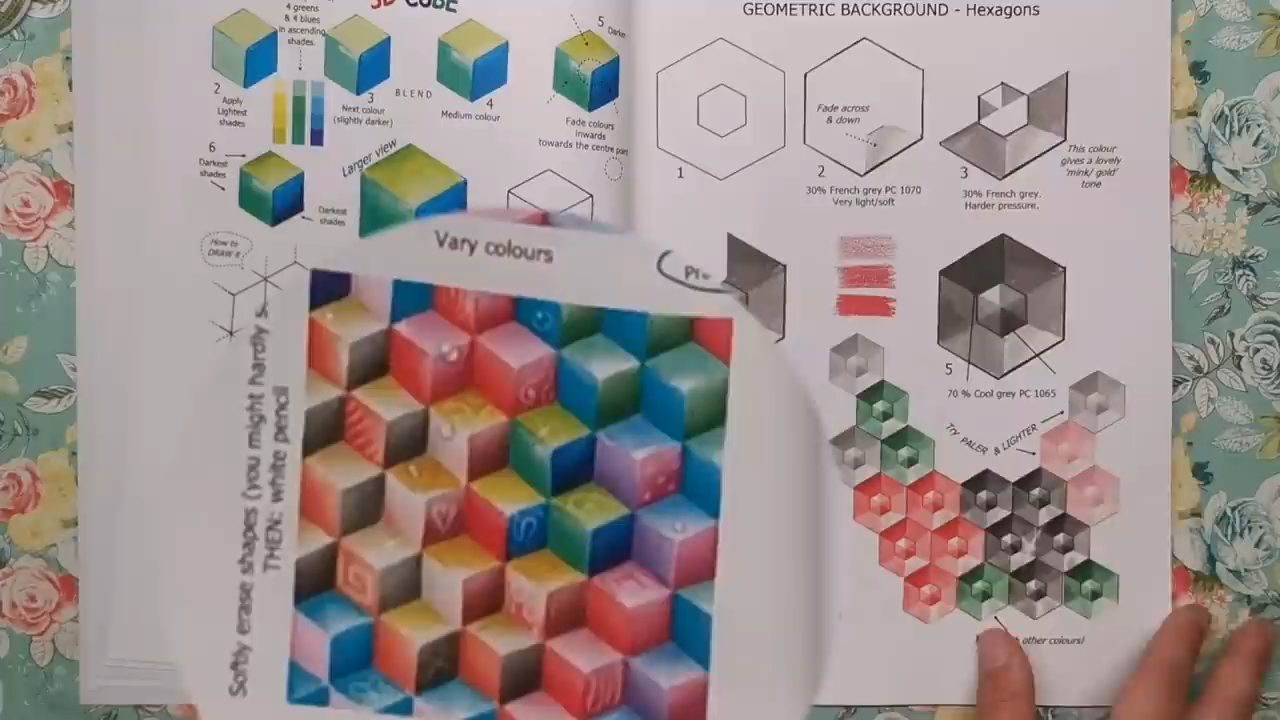 3D CUBE
4 greens
& 4 blues
in ascending
shades.
2
Apply
Lightest
shades
3
Next colour
(slightly darker)
BLEND
4
Medium colour
5
Fade colours
inwards
towards the centre
6
Darkest
shades
Larger view
Darkest
shades
How to
DRAW it
Vary colours
Softly erase shapes (you might hardly
THEN: white pencil
GEOMETRIC BACKGROUND - Hexagons
1
Fade across
& down
2
30% French grey PC 1070
Very light/soft
3
30% French grey.
Harder pressure.
This colour
gives a lovely
'mink/ gold'
tone
5
70 % Cool grey PC 1065
Try PALER & LIGHTER
other colours!